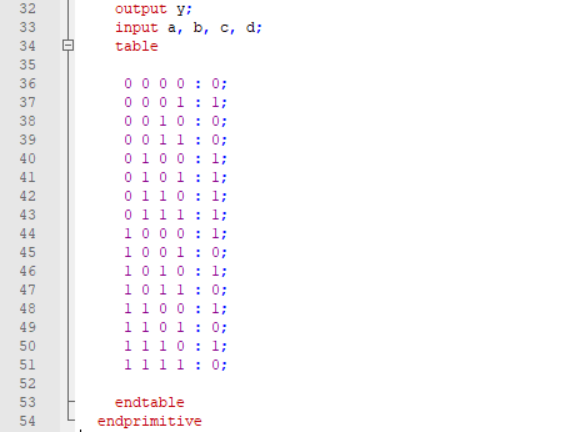 32 output y;
33 input a, b, c, d;
34 table
35
36 0 0 0 0 : 0;
37 0 0 0 1 : 1;
38 0 0 1 0 : 0;
39 0 0 1 1 : 0;
40 0 1 0 0 : 1;
41 0 1 0 1 : 1;
42 0 1 1 0 : 1;
43 0 1 1 1 : 1;
44 1 0 0 0 : 1;
45 1 0 0 1 : 0;
46 1 0 1 0 : 1;
47 1 0 1 1 : 0;
48 1 1 0 0 : 1;
49 1 1 0 1 : 0;
50 1 1 1 0 : 1;
51 1 1 1 1 : 0;
52
53 endtable
54 endprimitive